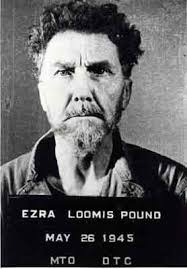 EZRA LOOMIS POUND
MAY 26 1945
MTO DTC